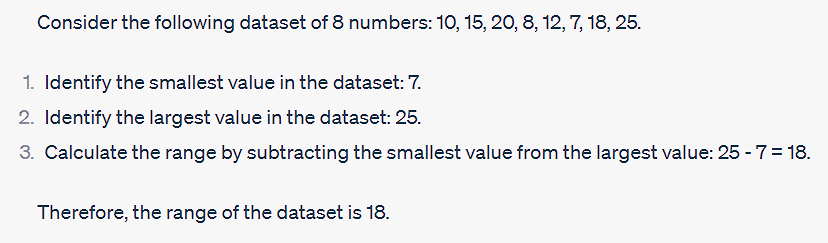 Consider the following dataset of 8 numbers: 10, 15, 20, 8, 12, 7, 18, 25.
1. Identify the smallest value in the dataset: 7.
2. Identify the largest value in the dataset: 25.
3. Calculate the range by subtracting the smallest value from the largest value: 25 - 7 = 18.
Therefore, the range of the dataset is 18.